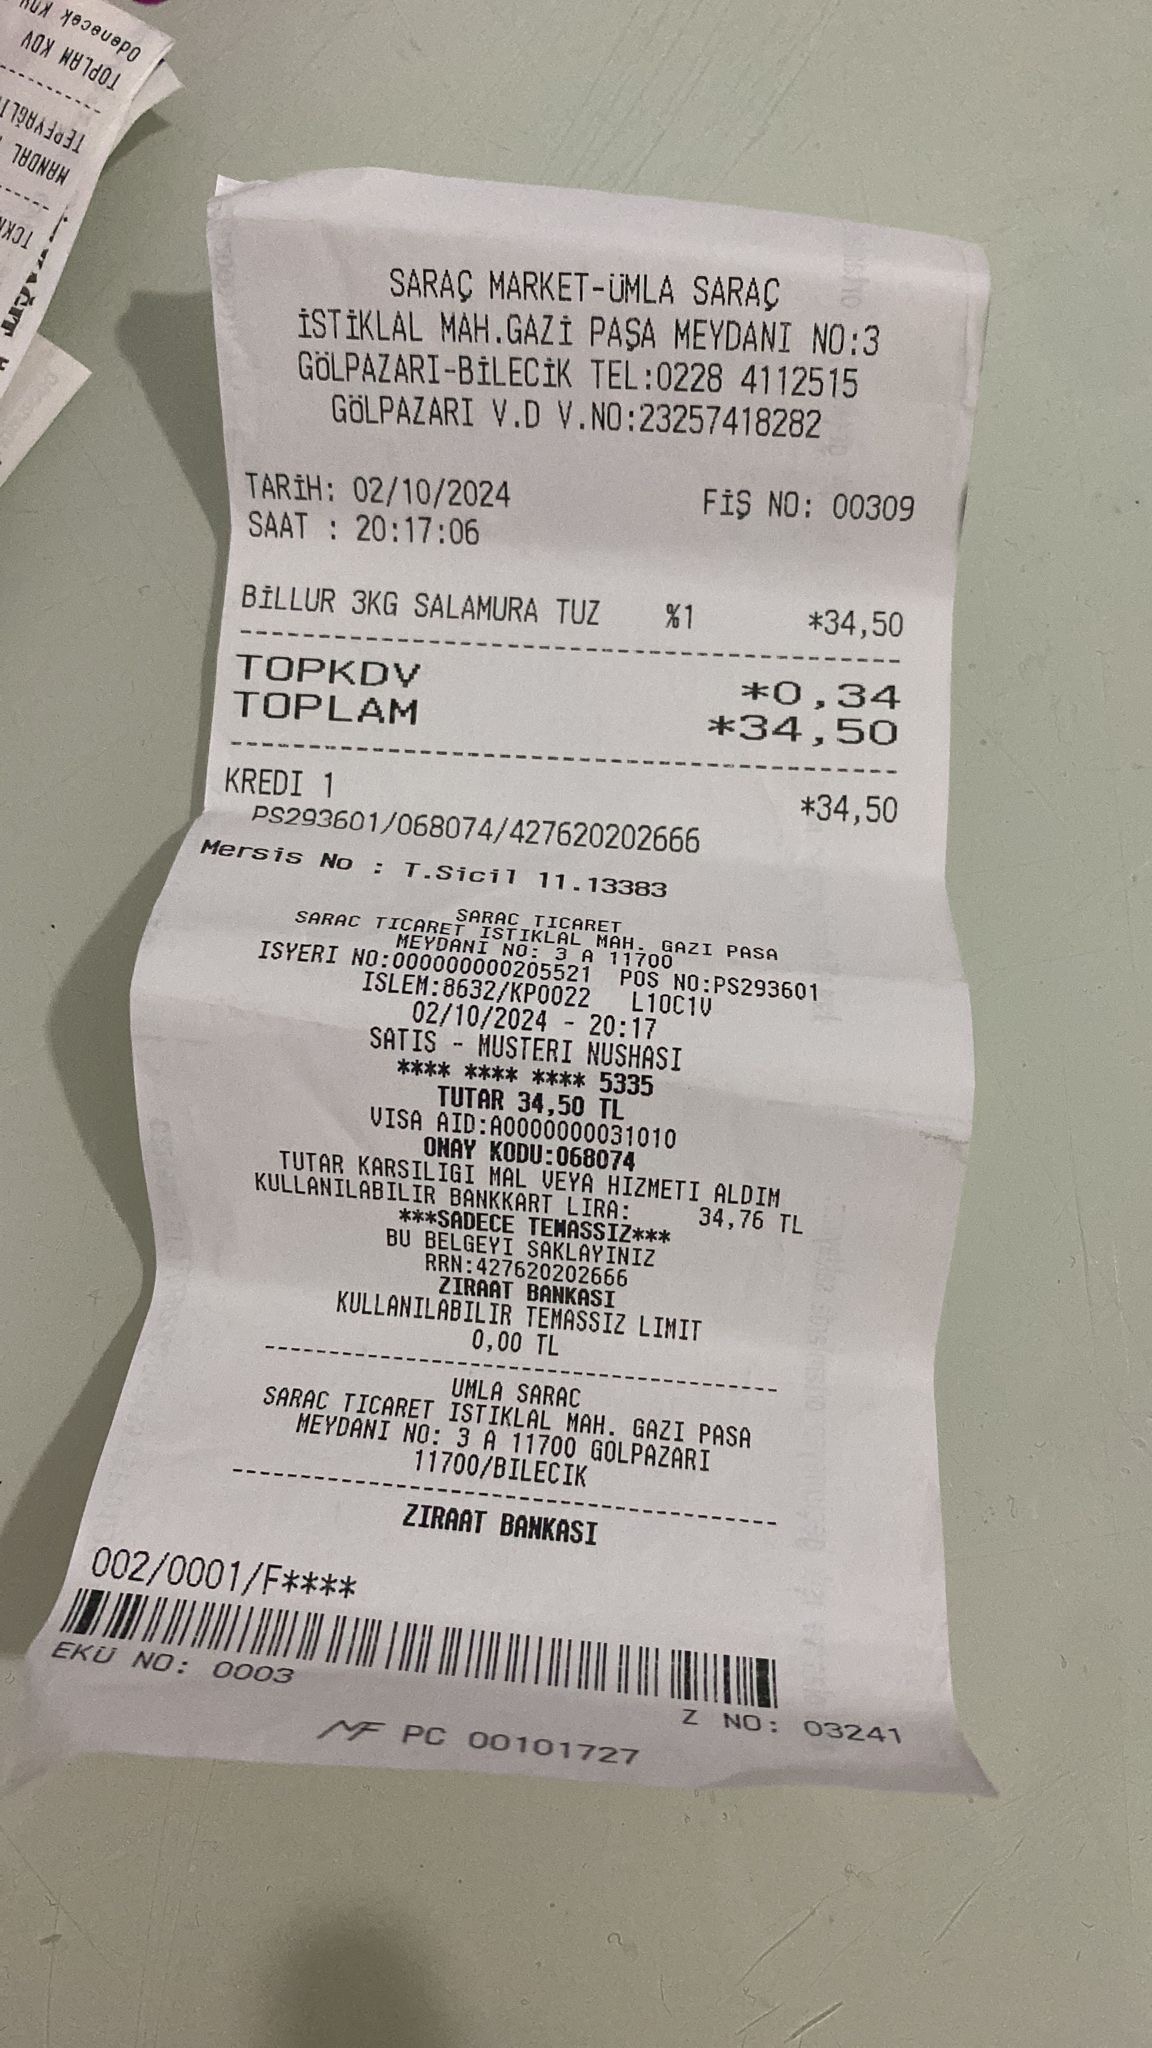 Ödenecek
TOPLAM KDV
TEREYAĞLI
MANDAL
SARAÇ MARKET-ÜMLA SARAÇ
İSTİKLAL MAH.GAZİ PAŞA MEYDANI NO:3
GÖLPAZARI-BİLECİK TEL:0228 4112515
GÖLPAZARI V.D V.NO:23257418282
TARİH: 02/10/2024 FİŞ NO: 00309
SAAT : 20:17:06
BİLLUR 3KG SALAMURA TUZ %1 *34,50
TOPKDV *0,34
TOPLAM *34,50
KREDI 1 *34,50
PS293601/068074/427620202666
Mersis No : T.Sicil 11.13383
SARAC TICARET
SARAC TICARET ISTIKLAL MAH. GAZI PASA
MEYDANI NO: 3 A 11700
ISYERI NO:000000000205521 POS NO:PS293601
ISLEM:8632/KP0022 L10C1V
02/10/2024 - 20:17
SATIS - MUSTERI NUSHASI
**** **** **** 5335
TUTAR 34,50 TL
VISA AID:A0000000031010
ONAY KODU:068074
TUTAR KARSILIGI MAL VEYA HIZMETI ALDIM
KULLANILABILIR BANKKART LIRA: 34,76 TL
***SADECE TEMASSIZ***
BU BELGEYI SAKLAYINIZ
RRN:427620202666
ZIRAAT BANKASI
KULLANILABILIR TEMASSIZ LIMIT
0,00 TL
UMLA SARAC
SARAC TICARET ISTIKLAL MAH. GAZI PASA
MEYDANI NO: 3 A 11700 GOLPAZARI
11700/BILECIK
ZIRAAT BANKASI
002/0001/F****
EKÜ NO: 0003 Z NO: 03241
MF PC 00101727